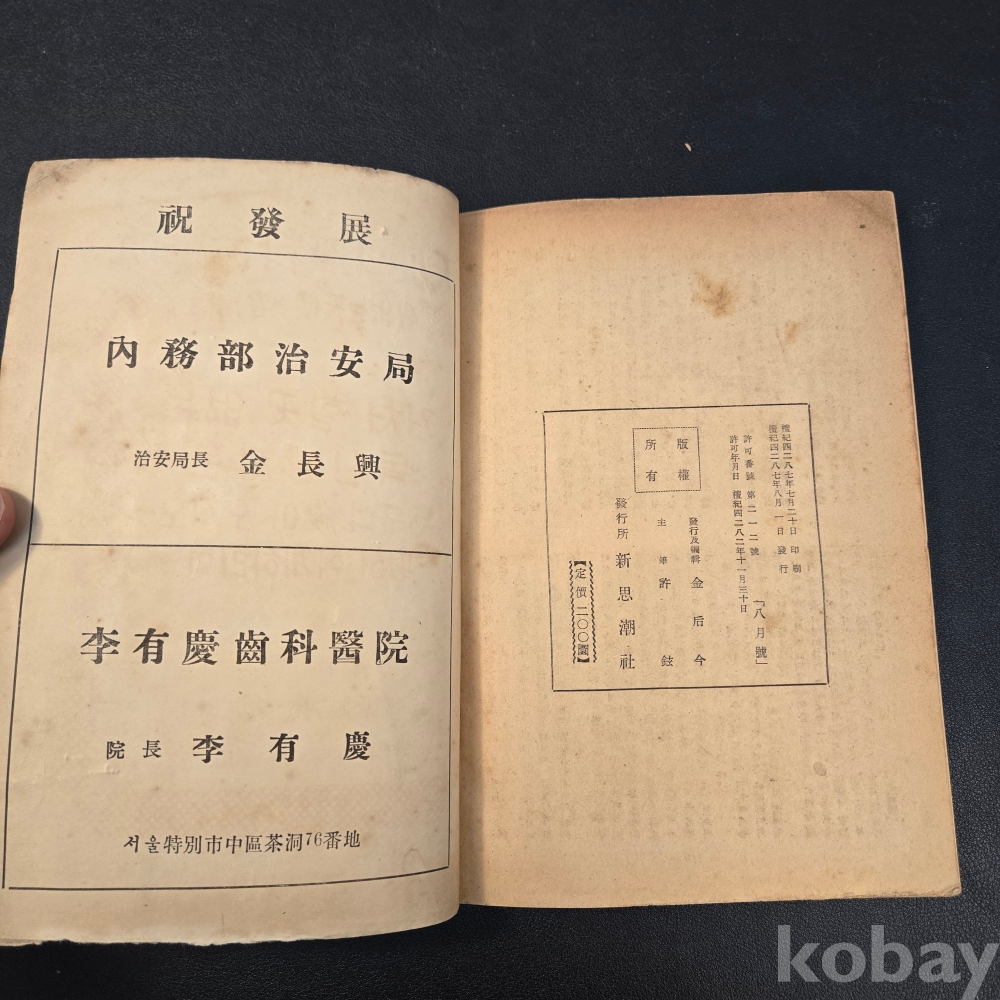 祝發展
內務部治安局
治安局長 金長興
李有慶齒科醫院
院長 李有慶
서울特別市中區茶洞76番地
檀紀四二八七年七月二十日 印刷
檀紀四二八七年八月一日 發行
許可番號 第二一二號 「八月號」
許可年月日 檀紀四二八二年十一月三十日
版權
所有
發行及編輯 金后今
主筆 許鉉
發行所 新思潮社
【定價二〇〇圜】
kobay